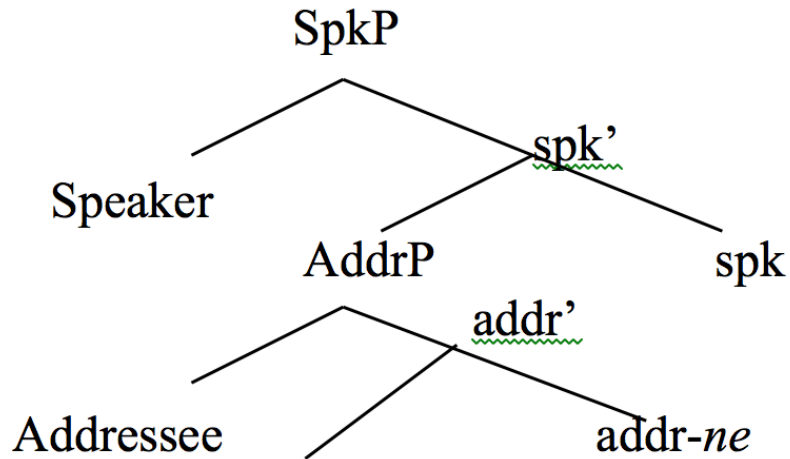 SpkP
spk’
Speaker
AddrP spk
addr’
Addressee addr-ne